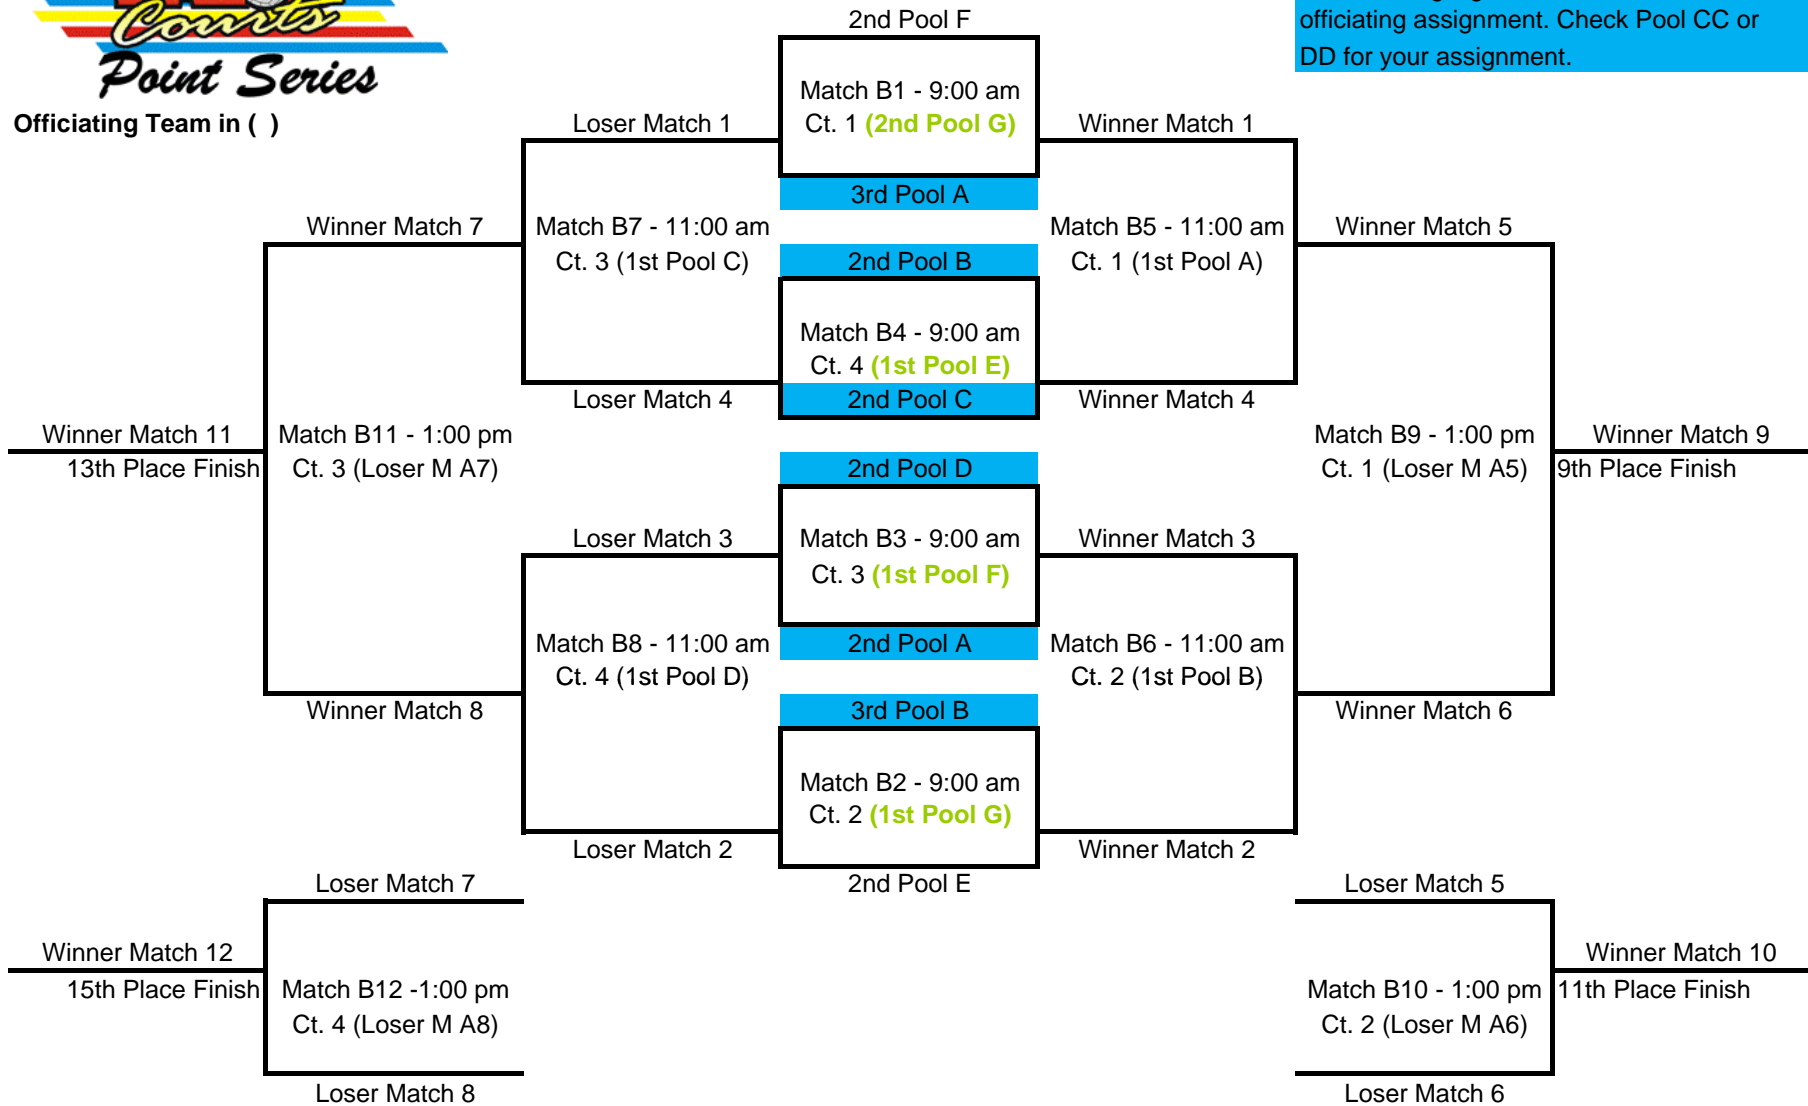 Courts
Point Series
Officiating Team in ( )
officiating assignment. Check Pool CC or
DD for your assignment.
2nd Pool F
Match B1 - 9:00 am
Ct. 1 (2nd Pool G)
Loser Match 1
Winner Match 1
3rd Pool A
Winner Match 7
Match B7 - 11:00 am
Ct. 3 (1st Pool C)
Match B5 - 11:00 am
Ct. 1 (1st Pool A)
Winner Match 5
2nd Pool B
Match B4 - 9:00 am
Ct. 4 (1st Pool E)
Loser Match 4
2nd Pool C
Winner Match 4
Winner Match 11
13th Place Finish
Match B11 - 1:00 pm
Ct. 3 (Loser M A7)
Match B9 - 1:00 pm
Ct. 1 (Loser M A5)
Winner Match 9
9th Place Finish
2nd Pool D
Loser Match 3
Match B3 - 9:00 am
Ct. 3 (1st Pool F)
Winner Match 3
2nd Pool A
Match B8 - 11:00 am
Ct. 4 (1st Pool D)
Match B6 - 11:00 am
Ct. 2 (1st Pool B)
Winner Match 8
3rd Pool B
Winner Match 6
Match B2 - 9:00 am
Ct. 2 (1st Pool G)
Loser Match 2
Winner Match 2
2nd Pool E
Loser Match 7
Loser Match 5
Winner Match 12
15th Place Finish
Match B12 -1:00 pm
Ct. 4 (Loser M A8)
Match B10 - 1:00 pm
Ct. 2 (Loser M A6)
Winner Match 10
11th Place Finish
Loser Match 8
Loser Match 6